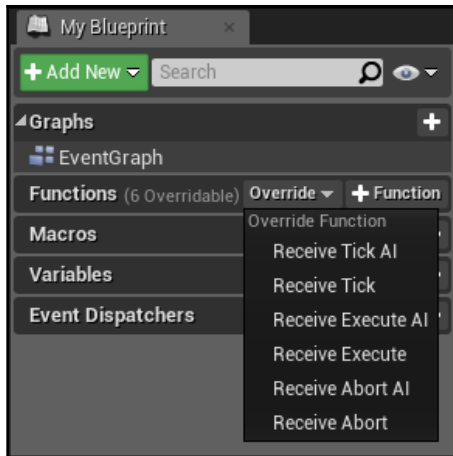 My Blueprint
Add New Search
Graphs
EventGraph
Functions (6 Overridable) Override + Function
Override Function
Macros
Receive Tick AI
Variables
Receive Tick
Event Dispatchers
Receive Execute AI
Receive Execute
Receive Abort AI
Receive Abort